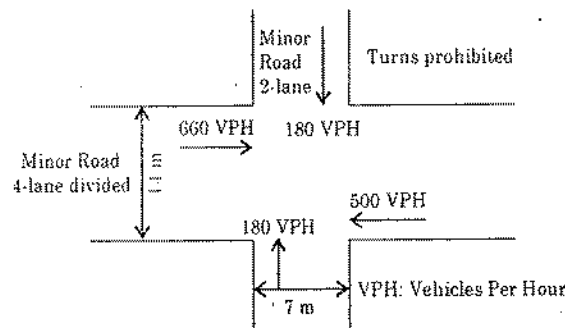 Minor
Road
2-lane
Turns prohibited
660 VPH
180 VPH
Minor Road
4-lane divided
14 m
500 VPH
180 VPH
7 m
VPH: Vehicles Per Hour